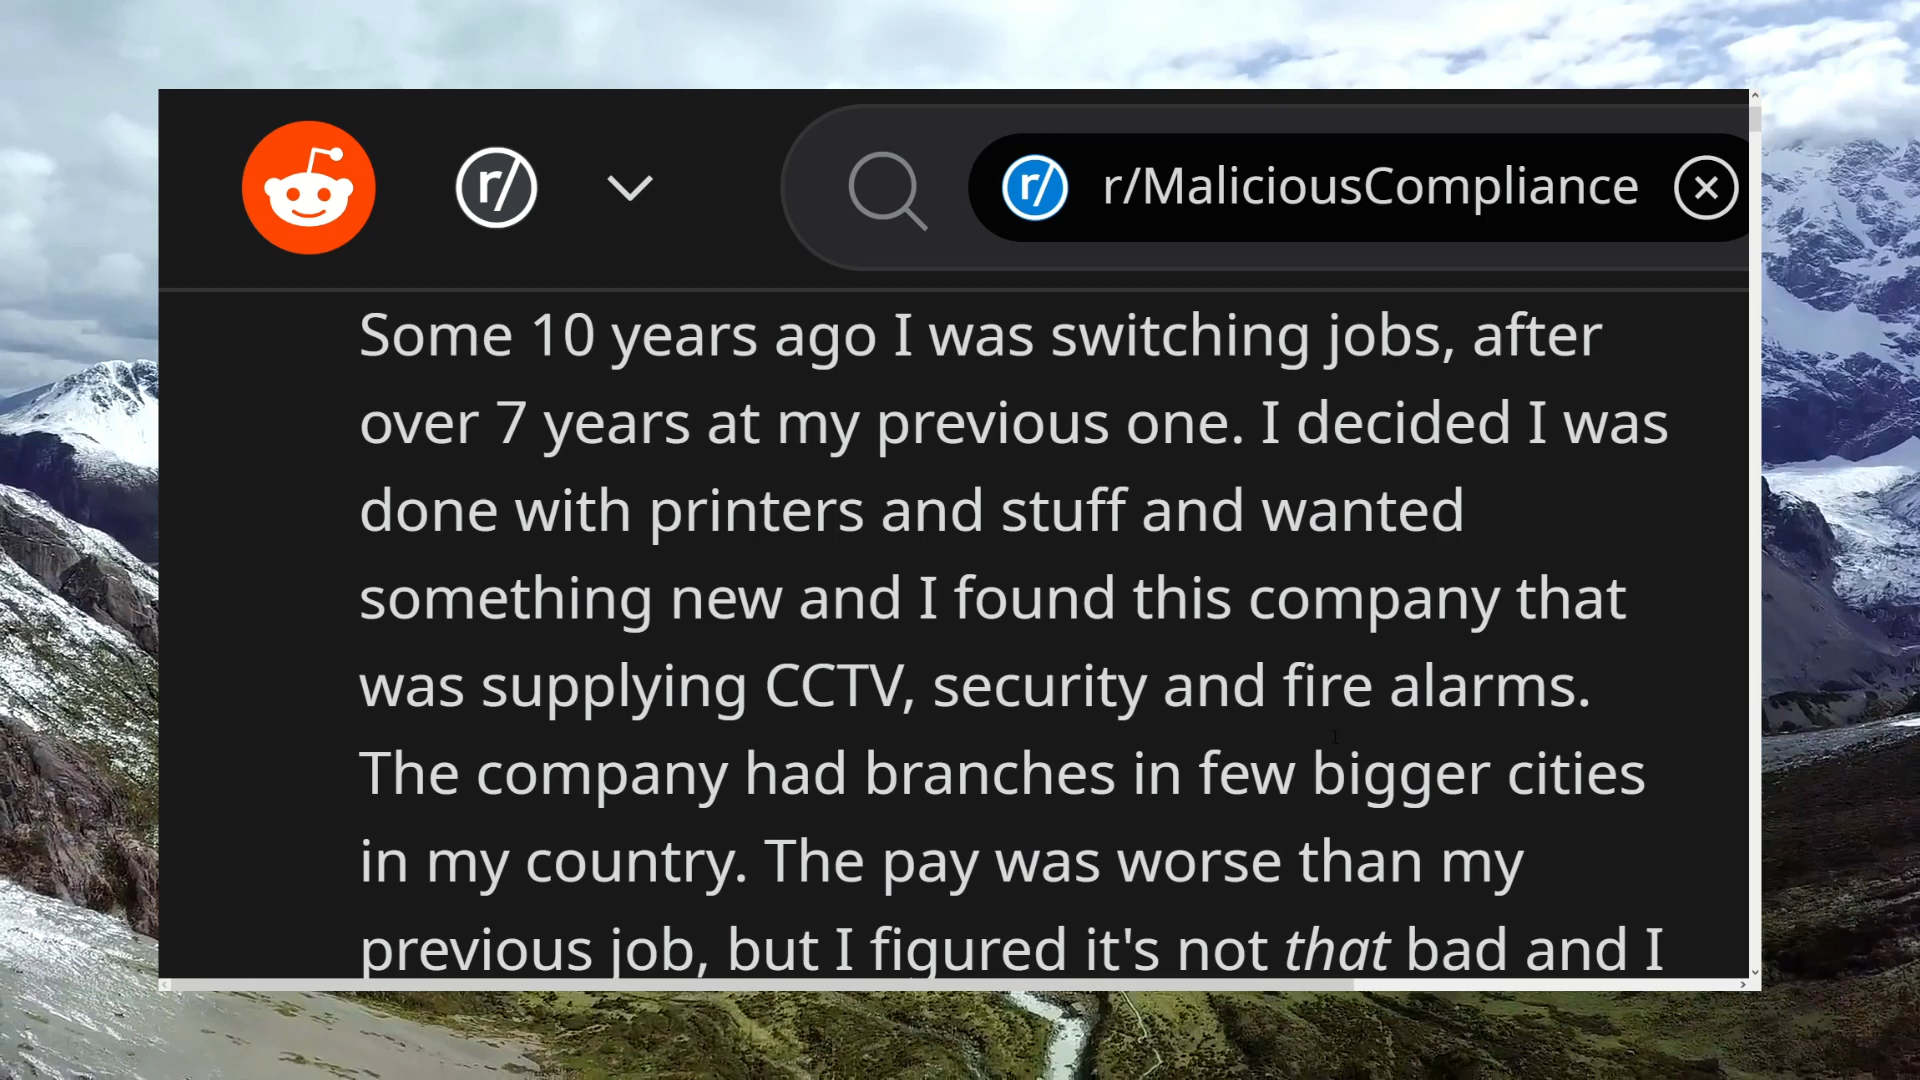 r/
r/
r/MaliciousCompliance
Some 10 years ago I was switching jobs, after
over 7 years at my previous one. I decided I was
done with printers and stuff and wanted
something new and I found this company that
was supplying CCTV, security and fire alarms.
The company had branches in few bigger cities
in my country. The pay was worse than my
previous job, but I figured it's not that bad and I